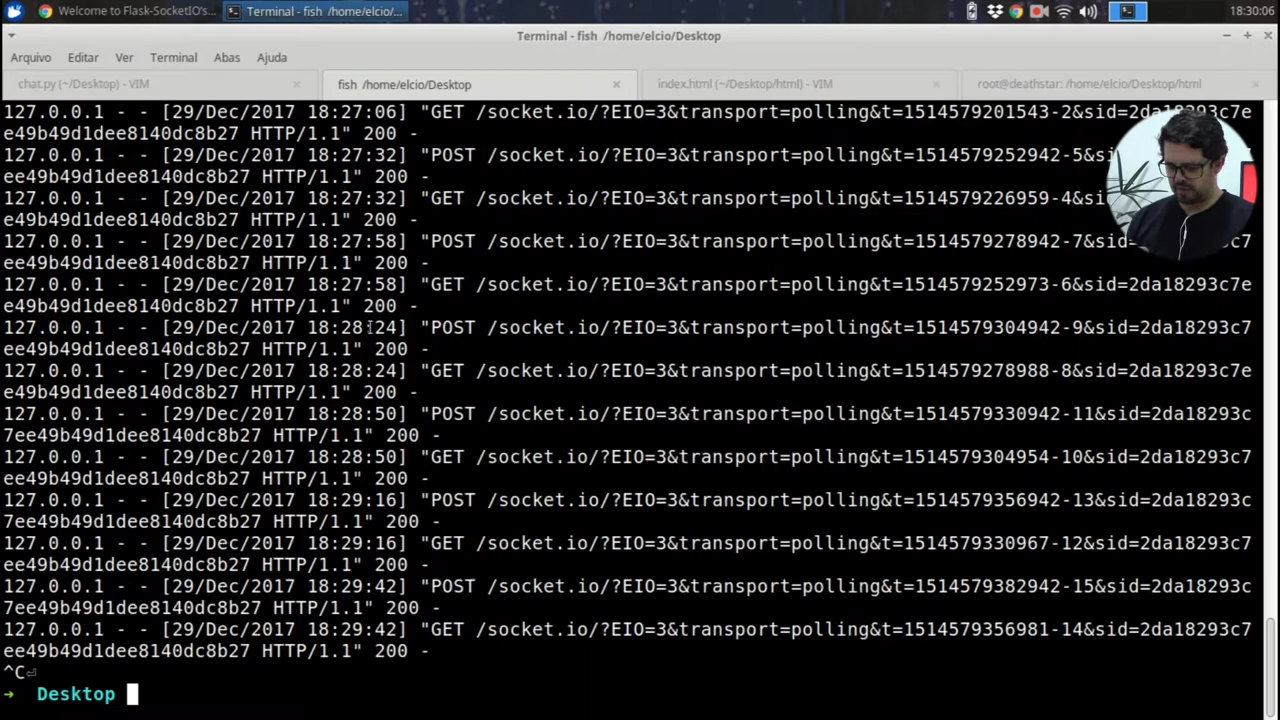 Welcome to Flask-SocketIO's...
Terminal - fish /home/elcio/...
18:30:06
Terminal - fish /home/elcio/Desktop
Arquivo Editar Ver Terminal Abas Ajuda
chat.py (~/Desktop) - VIM
fish /home/elcio/Desktop
index.html (~/Desktop/html) - VIM
root@deathstar: /home/elcio/Desktop/html
127.0.0.1 - - [29/Dec/2017 18:27:06] "GET /socket.io/?EIO=3&transport=polling&t=1514579201543-2&sid=2da18293c7e
e49b49d1dee8140dc8b27 HTTP/1.1" 200 -
127.0.0.1 - - [29/Dec/2017 18:27:32] "POST /socket.io/?EIO=3&transport=polling&t=1514579252942-5&si
ee49b49d1dee8140dc8b27 HTTP/1.1" 200 -
127.0.0.1 - - [29/Dec/2017 18:27:32] "GET /socket.io/?EIO=3&transport=polling&t=1514579226959-4&
e49b49d1dee8140dc8b27 HTTP/1.1" 200 -
127.0.0.1 - - [29/Dec/2017 18:27:58] "POST /socket.io/?EIO=3&transport=polling&t=1514579278942-7&s
ee49b49d1dee8140dc8b27 HTTP/1.1" 200 -
127.0.0.1 - - [29/Dec/2017 18:27:58] "GET /socket.io/?EIO=3&transport=polling&t=1514579252973-6&sid=2da18293c7e
e49b49d1dee8140dc8b27 HTTP/1.1" 200 -
127.0.0.1 - - [29/Dec/2017 18:28:24] "POST /socket.io/?EIO=3&transport=polling&t=1514579304942-9&sid=2da18293c7
ee49b49d1dee8140dc8b27 HTTP/1.1" 200 -
127.0.0.1 - - [29/Dec/2017 18:28:24] "GET /socket.io/?EIO=3&transport=polling&t=1514579278988-8&sid=2da18293c7e
e49b49d1dee8140dc8b27 HTTP/1.1" 200 -
127.0.0.1 - - [29/Dec/2017 18:28:50] "POST /socket.io/?EIO=3&transport=polling&t=1514579330942-11&sid=2da18293c
7ee49b49d1dee8140dc8b27 HTTP/1.1" 200 -
127.0.0.1 - - [29/Dec/2017 18:28:50] "GET /socket.io/?EIO=3&transport=polling&t=1514579304954-10&sid=2da18293c7
ee49b49d1dee8140dc8b27 HTTP/1.1" 200 -
127.0.0.1 - - [29/Dec/2017 18:29:16] "POST /socket.io/?EIO=3&transport=polling&t=1514579356942-13&sid=2da18293c
7ee49b49d1dee8140dc8b27 HTTP/1.1" 200 -
127.0.0.1 - - [29/Dec/2017 18:29:16] "GET /socket.io/?EIO=3&transport=polling&t=1514579330967-12&sid=2da18293c7
ee49b49d1dee8140dc8b27 HTTP/1.1" 200 -
127.0.0.1 - - [29/Dec/2017 18:29:42] "POST /socket.io/?EIO=3&transport=polling&t=1514579382942-15&sid=2da18293c
7ee49b49d1dee8140dc8b27 HTTP/1.1" 200 -
127.0.0.1 - - [29/Dec/2017 18:29:42] "GET /socket.io/?EIO=3&transport=polling&t=1514579356981-14&sid=2da18293c7
ee49b49d1dee8140dc8b27 HTTP/1.1" 200 -
^C⏎
➜ Desktop